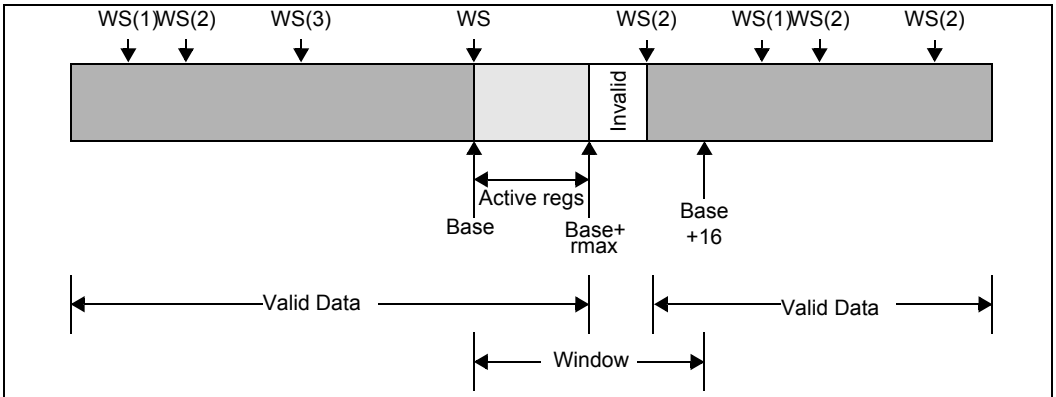 WS(1)WS(2) WS(3) WS WS(2) WS(1)WS(2) WS(2)
Invalid
Active regs
Base Base+ Base
rmax +16
Valid Data Valid Data
Window